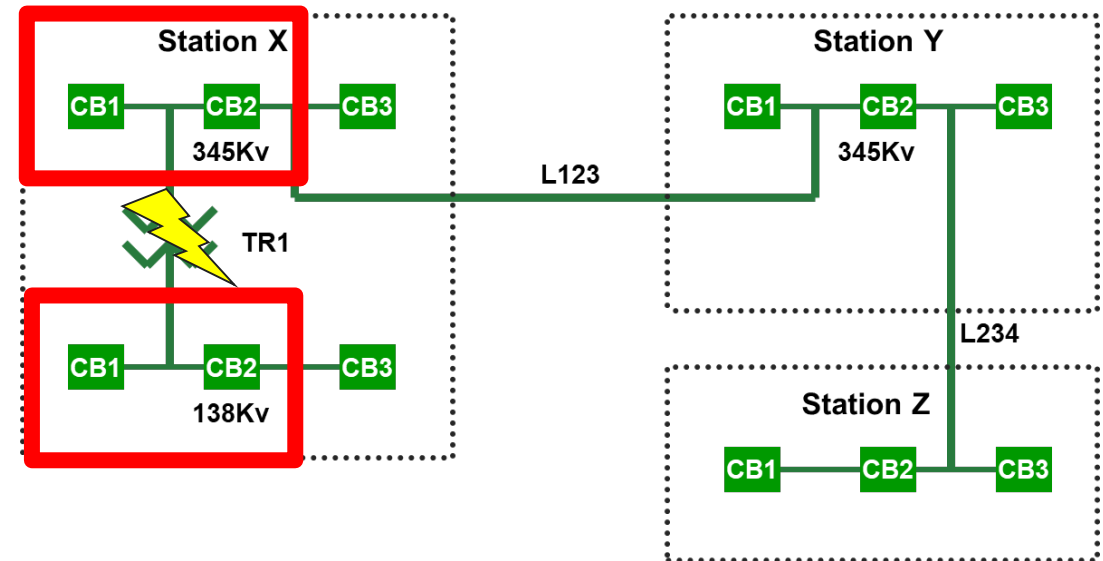 Station X
CB1 CB2 CB3
345Kv
TR1
CB1 CB2 CB3
138Kv
L123
Station Y
CB1 CB2 CB3
345Kv
L234
Station Z
CB1 CB2 CB3